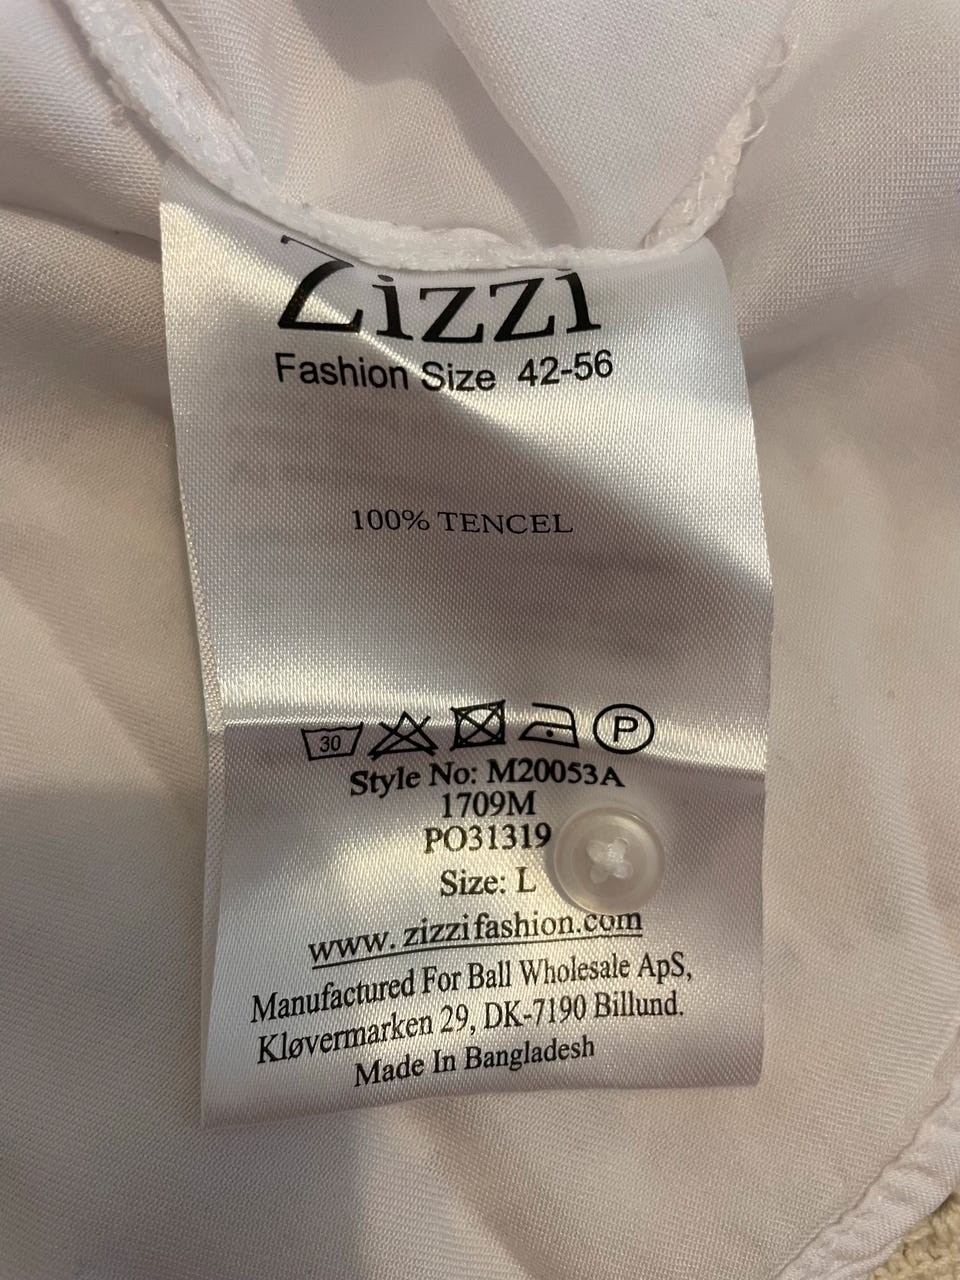 Zizzi
Fashion Size 42-56
100% TENCEL
30 P
Style No: M20053A
1709M
PO31319
Size: L
www.zizzifashion.com
Manufactured For Ball Wholesale ApS,
Kløvermarken 29, DK-7190 Billund.
Made In Bangladesh